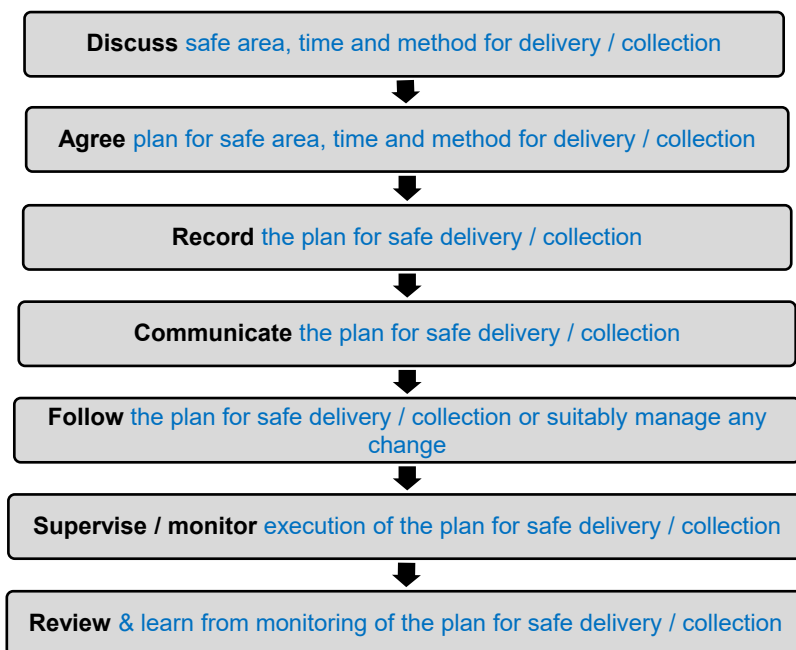 Discuss safe area, time and method for delivery / collection
Agree plan for safe area, time and method for delivery / collection
Record the plan for safe delivery / collection
Communicate the plan for safe delivery / collection
Follow the plan for safe delivery / collection or suitably manage any
change
Supervise / monitor execution of the plan for safe delivery / collection
Review & learn from monitoring of the plan for safe delivery / collection